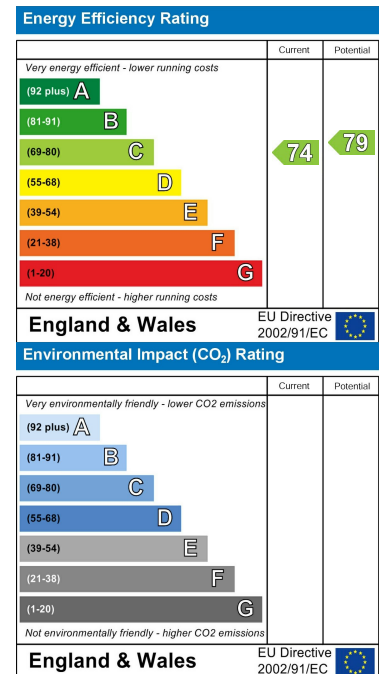 Energy Efficiency Rating
Current Potential
Very energy efficient - lower running costs
(92 plus) A
(81-91) B
(69-80) C
(55-68) D
(39-54) E
(21-38) F
(1-20) G
74 79
Not energy efficient - higher running costs
England & Wales
EU Directive
2002/91/EC
Environmental Impact (CO₂) Rating
Current Potential
Very environmentally friendly - lower CO2 emissions
(92 plus) A
(81-91) B
(69-80) C
(55-68) D
(39-54) E
(21-38) F
(1-20) G
Not environmentally friendly - higher CO2 emissions
England & Wales
EU Directive
2002/91/EC